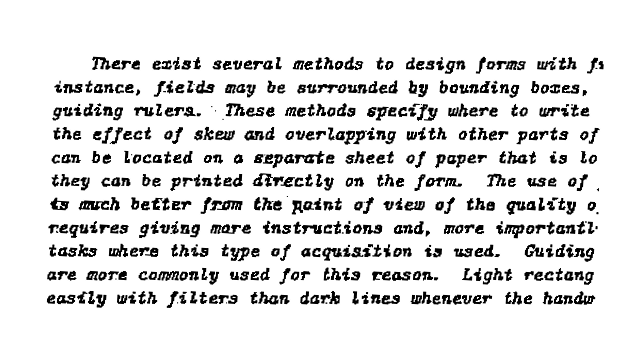 There exist several methods to design forms with
instance, fields may be surrounded by bounding boxes,
guiding rulers. These methods specify where to write
the effect of skew and overlapping with other parts of
can be located on a separate sheet of paper that is lo
they can be printed directly on the form. The use of
is much better from the point of view of the quality o
requires giving more instructions and, more importantl
tasks where this type of acquisition is used. Guiding
are more commonly used for this reason. Light rectang
easily with filters than dark lines whenever the handw